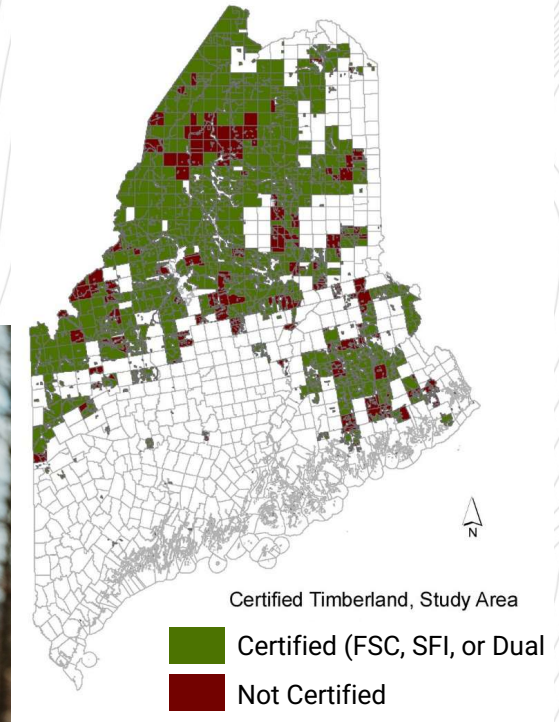 N
Certified Timberland, Study Area
Certified (FSC, SFI, or Dual
Not Certified